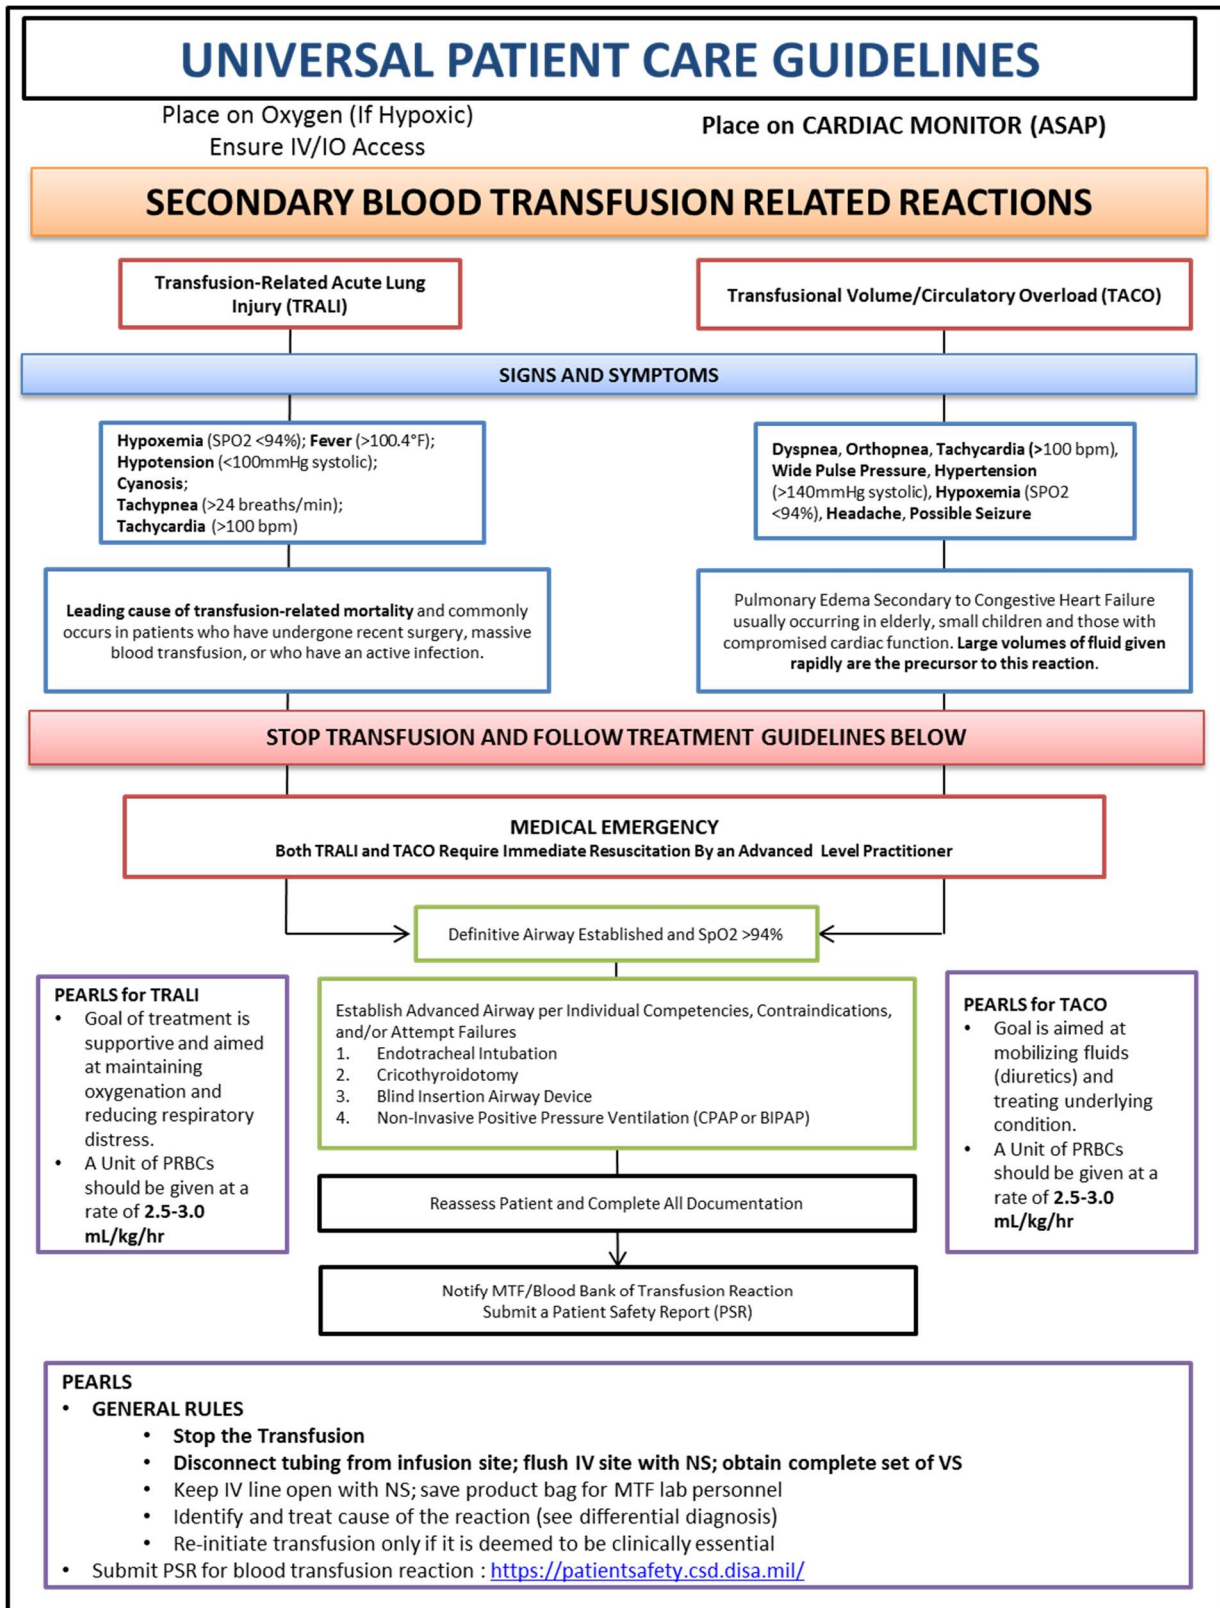 UNIVERSAL PATIENT CARE GUIDELINES
Place on Oxygen (If Hypoxic)
Ensure IV/IO Access
Place on CARDIAC MONITOR (ASAP)
SECONDARY BLOOD TRANSFUSION RELATED REACTIONS
Transfusion-Related Acute Lung
Injury (TRALI)
Transfusional Volume/Circulatory Overload (TACO)
SIGNS AND SYMPTOMS
Hypoxemia (SPO2 <94%); Fever (>100.4°F);
Hypotension (<100mmHg systolic);
Cyanosis;
Tachypnea (>24 breaths/min);
Tachycardia (>100 bpm)
Dyspnea, Orthopnea, Tachycardia (>100 bpm),
Wide Pulse Pressure, Hypertension
(>140mmHg systolic), Hypoxemia (SPO2
<94%), Headache, Possible Seizure
Leading cause of transfusion-related mortality and commonly
occurs in patients who have undergone recent surgery, massive
blood transfusion, or who have an active infection.
Pulmonary Edema Secondary to Congestive Heart Failure
usually occurring in elderly, small children and those with
compromised cardiac function. Large volumes of fluid given
rapidly are the precursor to this reaction.
STOP TRANSFUSION AND FOLLOW TREATMENT GUIDELINES BELOW
MEDICAL EMERGENCY
Both TRALI and TACO Require Immediate Resuscitation By an Advanced Level Practitioner
Definitive Airway Established and SpO2 >94%
PEARLS for TRALI
• Goal of treatment is
supportive and aimed
at maintaining
oxygenation and
reducing respiratory
distress.
• A Unit of PRBCs
should be given at a
rate of 2.5-3.0
mL/kg/hr
Establish Advanced Airway per Individual Competencies, Contraindications,
and/or Attempt Failures
1. Endotracheal Intubation
2. Cricothyroidotomy
3. Blind Insertion Airway Device
4. Non-Invasive Positive Pressure Ventilation (CPAP or BIPAP)
PEARLS for TACO
• Goal is aimed at
mobilizing fluids
(diuretics) and
treating underlying
condition.
• A Unit of PRBCs
should be given at a
rate of 2.5-3.0
mL/kg/hr
Reassess Patient and Complete All Documentation
Notify MTF/Blood Bank of Transfusion Reaction
Submit a Patient Safety Report (PSR)
PEARLS
• GENERAL RULES
• Stop the Transfusion
• Disconnect tubing from infusion site; flush IV site with NS; obtain complete set of VS
• Keep IV line open with NS; save product bag for MTF lab personnel
• Identify and treat cause of the reaction (see differential diagnosis)
• Re-initiate transfusion only if it is deemed to be clinically essential
• Submit PSR for blood transfusion reaction : https://patientsafety.csd.disa.mil/